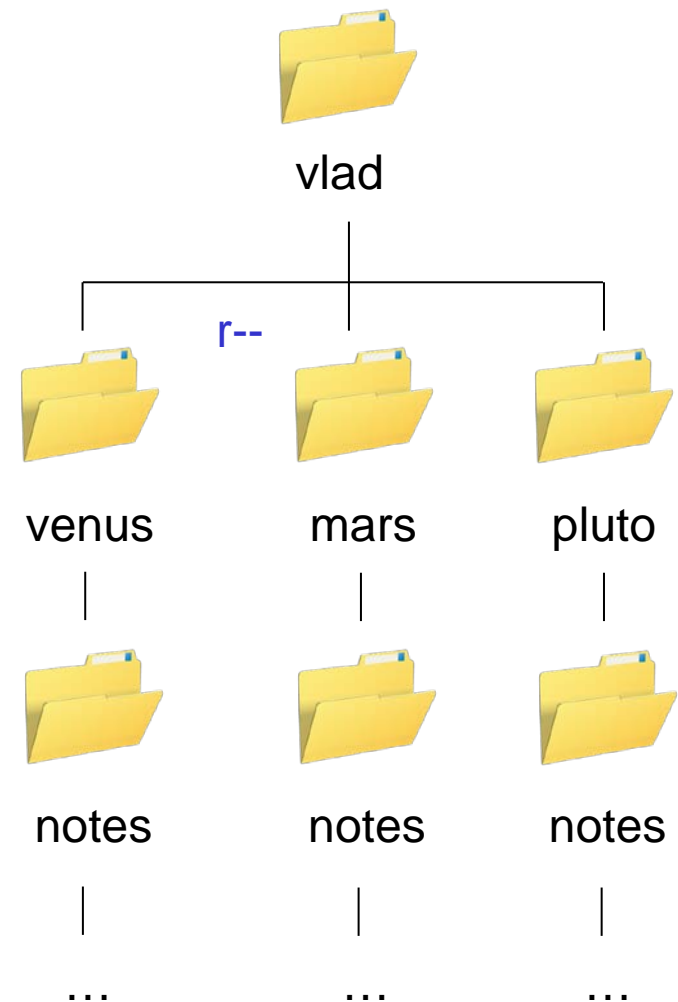 vlad
r--
venus mars pluto
notes notes notes
... ... ...